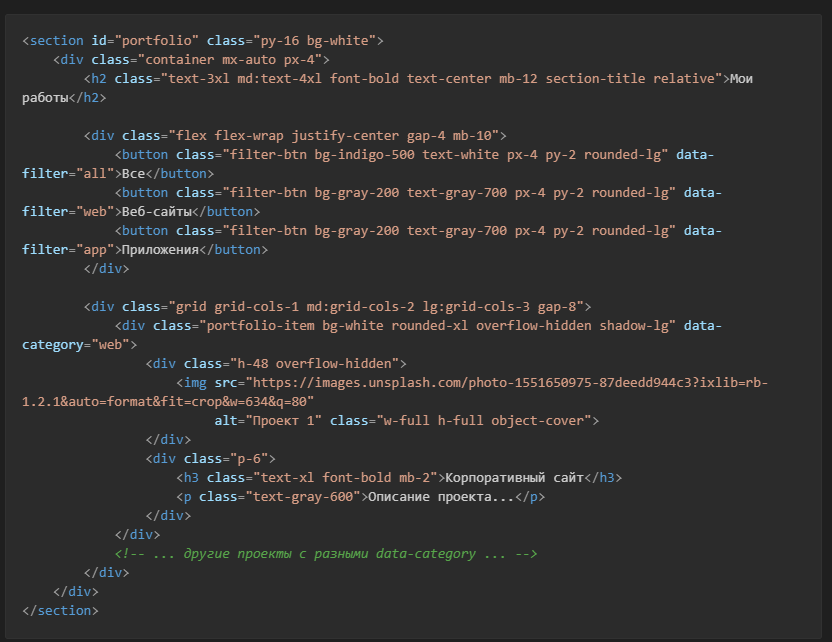 <section id="portfolio" class="py-16 bg-white">
    <div class="container mx-auto px-4">
        <h2 class="text-3xl md:text-4xl font-bold text-center mb-12 section-title relative">Мои
работы</h2>

        <div class="flex flex-wrap justify-center gap-4 mb-10">
            <button class="filter-btn bg-indigo-500 text-white px-4 py-2 rounded-lg" data-
filter="all">Все</button>
            <button class="filter-btn bg-gray-200 text-gray-700 px-4 py-2 rounded-lg" data-
filter="web">Веб-сайты</button>
            <button class="filter-btn bg-gray-200 text-gray-700 px-4 py-2 rounded-lg" data-
filter="app">Приложения</button>
        </div>

        <div class="grid grid-cols-1 md:grid-cols-2 lg:grid-cols-3 gap-8">
            <div class="portfolio-item bg-white rounded-xl overflow-hidden shadow-lg" data-
category="web">
                <div class="h-48 overflow-hidden">
                    <img src="https://images.unsplash.com/photo-1551650975-87deedd944c3?ixlib=rb-
1.2.1&auto=format&fit=crop&w=634&q=80"
                         alt="Проект 1" class="w-full h-full object-cover">
                </div>
                <div class="p-6">
                    <h3 class="text-xl font-bold mb-2">Корпоративный сайт</h3>
                    <p class="text-gray-600">Описание проекта...</p>
                </div>
            </div>
            <!-- ... другие проекты с разными data-category ... -->
        </div>
    </div>
</section>